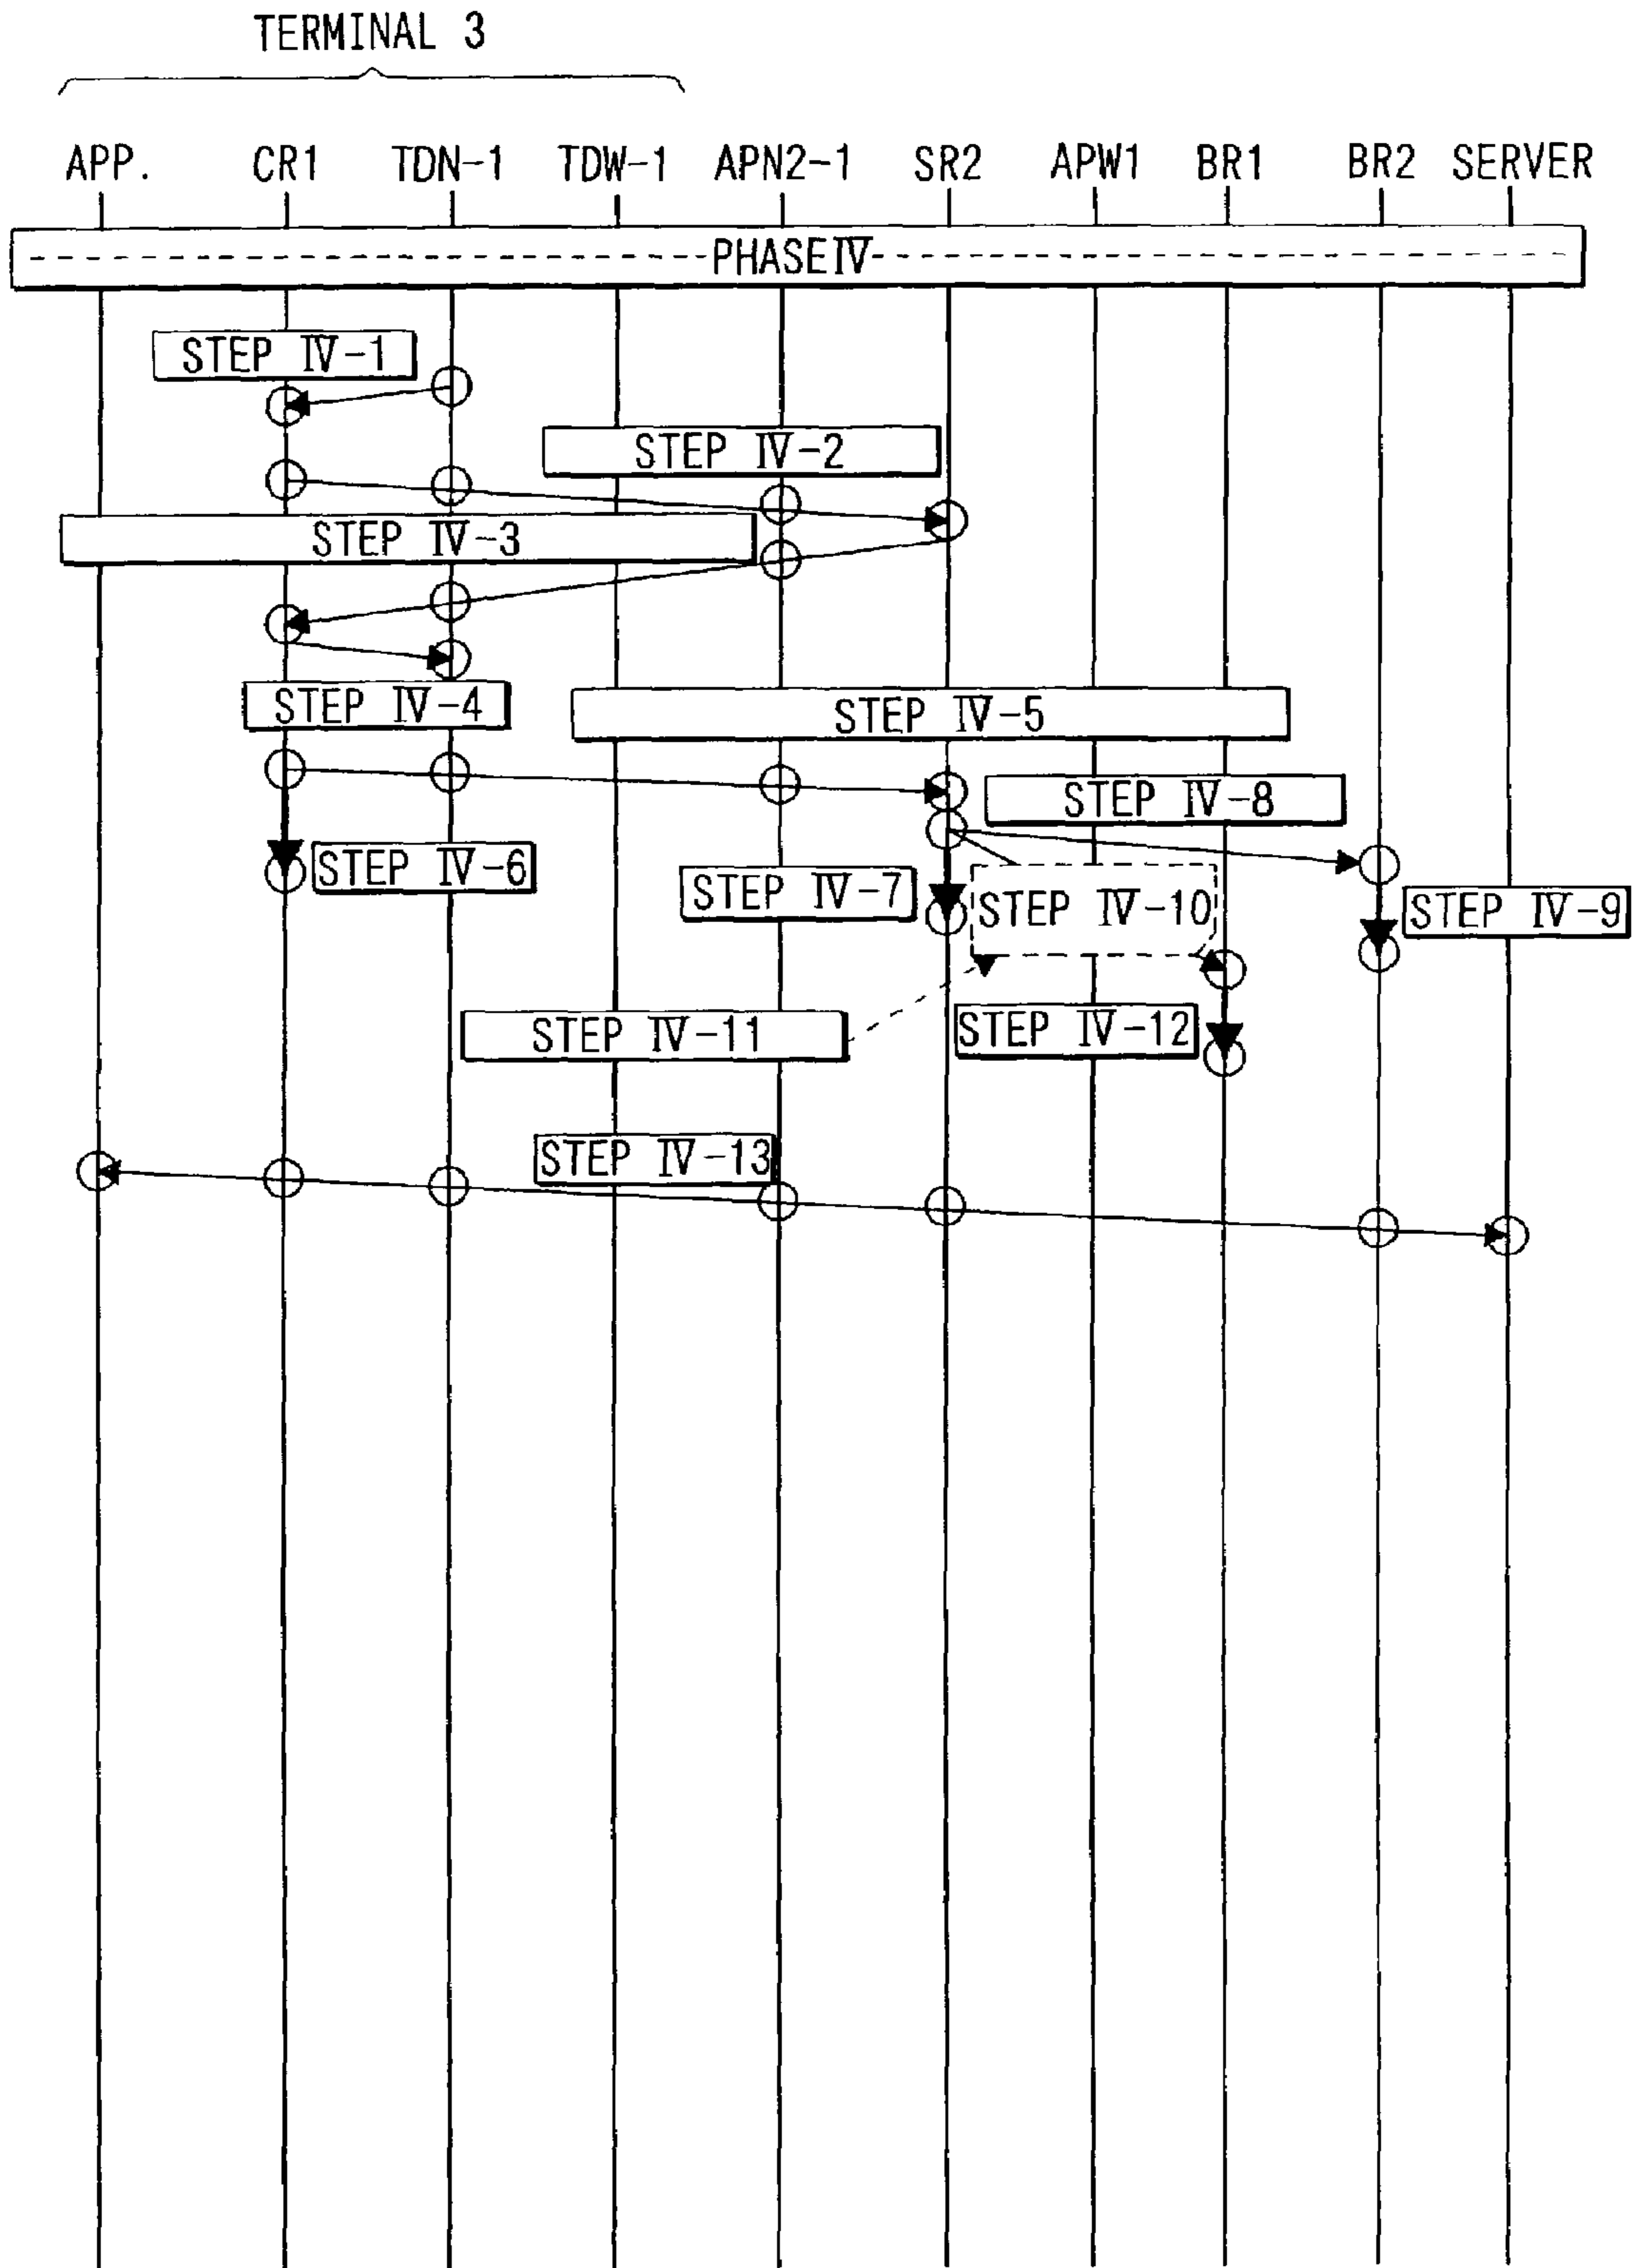 TERMINAL 3
APP. CR1 TDN-1 TDW-1 APN2-1 SR2 APW1 BR1 BR2 SERVER
PHASE Ⅳ
STEP Ⅳ-1
STEP Ⅳ-2
STEP Ⅳ-3
STEP Ⅳ-4
STEP Ⅳ-5
STEP Ⅳ-8
STEP Ⅳ-6
STEP Ⅳ-7
STEP Ⅳ-10
STEP Ⅳ-9
STEP Ⅳ-11
STEP Ⅳ-12
STEP Ⅳ-13